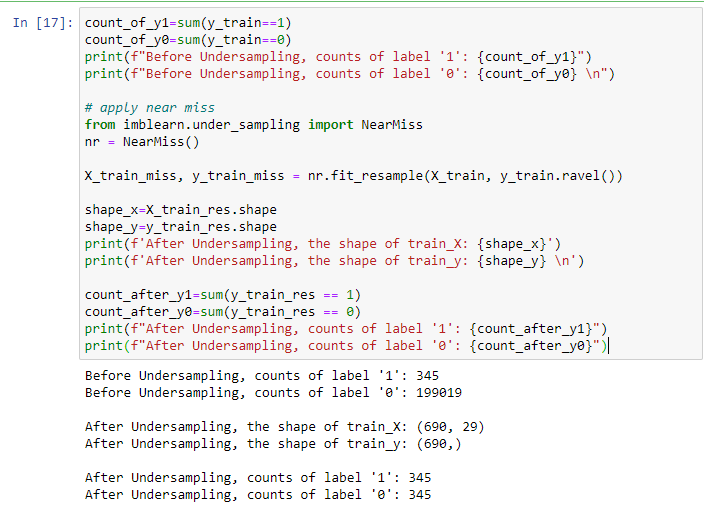 In [17]: count_of_y1=sum(y_train==1)
count_of_y0=sum(y_train==0)
print(f"Before Undersampling, counts of label '1': {count_of_y1}")
print(f"Before Undersampling, counts of label '0': {count_of_y0} \n")
# apply near miss
from imblearn.under_sampling import NearMiss
nr = NearMiss()
X_train_miss, y_train_miss = nr.fit_resample(X_train, y_train.ravel())
shape_x=X_train_res.shape
shape_y=y_train_res.shape
print(f'After Undersampling, the shape of train_X: {shape_x}')
print(f'After Undersampling, the shape of train_y: {shape_y} \n')
count_after_y1=sum(y_train_res == 1)
count_after_y0=sum(y_train_res == 0)
print(f"After Undersampling, counts of label '1': {count_after_y1}")
print(f"After Undersampling, counts of label '0': {count_after_y0}")
Before Undersampling, counts of label '1': 345
Before Undersampling, counts of label '0': 199019
After Undersampling, the shape of train_X: (690, 29)
After Undersampling, the shape of train_y: (690,)
After Undersampling, counts of label '1': 345
After Undersampling, counts of label '0': 345